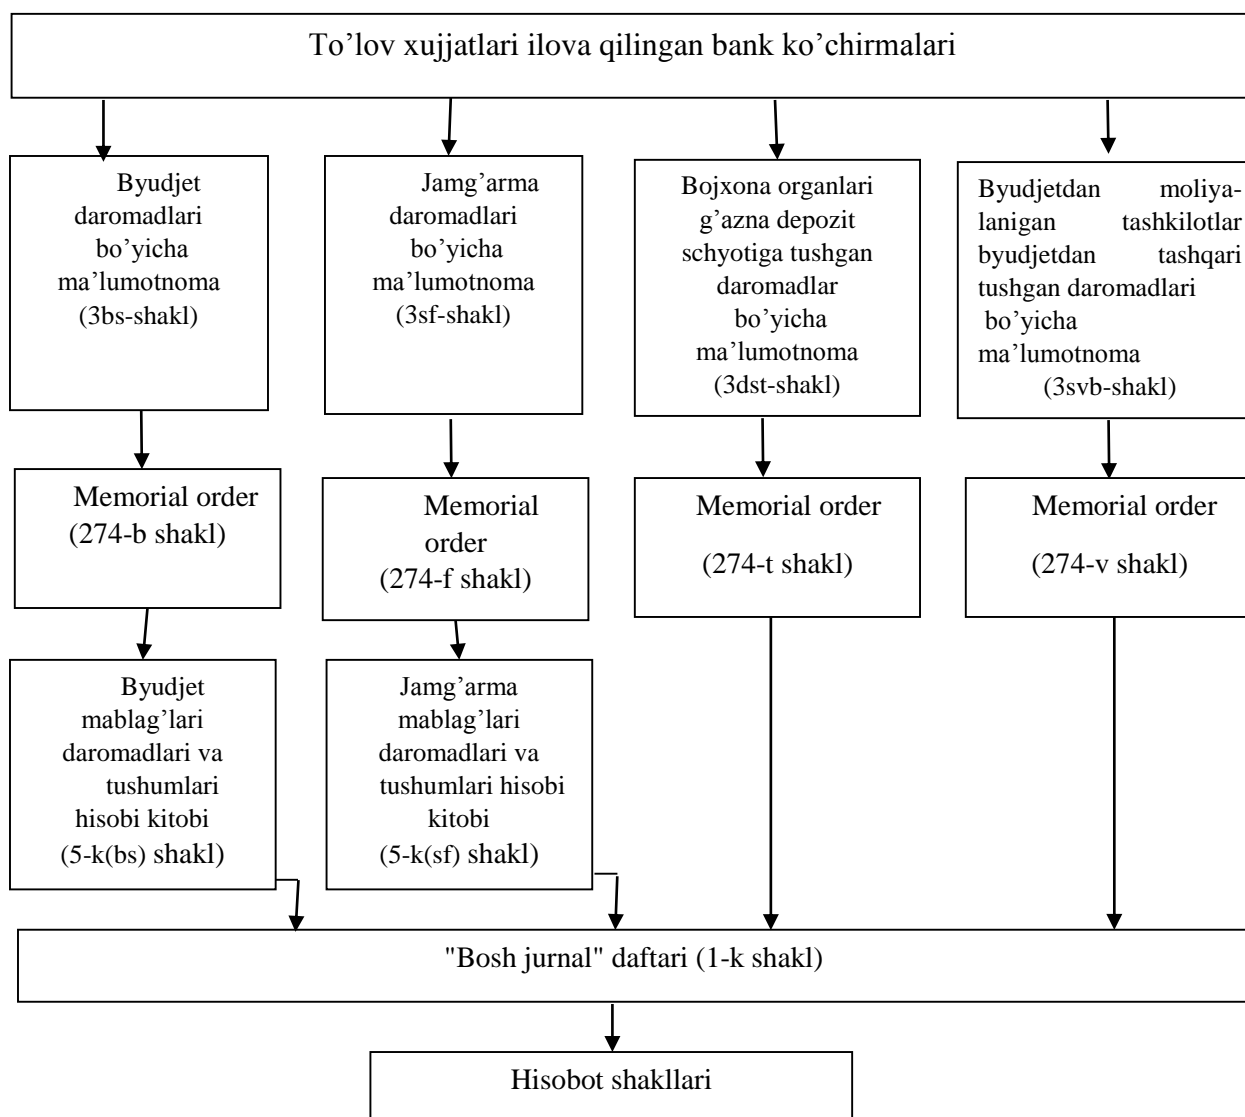 To’lov xujjatlari ilova qilingan bank ko’chirmalari
Byudjet
daromadlari
bo’yicha
ma’lumotnoma
(3bs-shakl)
Jamg’arma
daromadlari
bo’yicha
ma’lumotnoma
(3sf-shakl)
Bojxona organlari
g’azna depozit
schyotiga tushgan
daromadlar
bo’yicha
ma’lumotnoma
(3dst-shakl)
Byudjetdan moliya-
lanigan tashkilotlar
byudjetdan tashqari
tushgan daromadlari
bo’yicha
ma’lumotnoma
(3svb-shakl)
Memorial order
(274-b shakl)
Memorial
order
(274-f shakl)
Memorial order
(274-t shakl)
Memorial order
(274-v shakl)
Byudjet
mablag’lari
daromadlari va
tushumlari
hisobi kitobi
(5-k(bs) shakl)
Jamg’arma
mablag’lari
daromadlari va
tushumlari hisobi
kitobi
(5-k(sf) shakl)
"Bosh jurnal" daftari (1-k shakl)
Hisobot shakllari